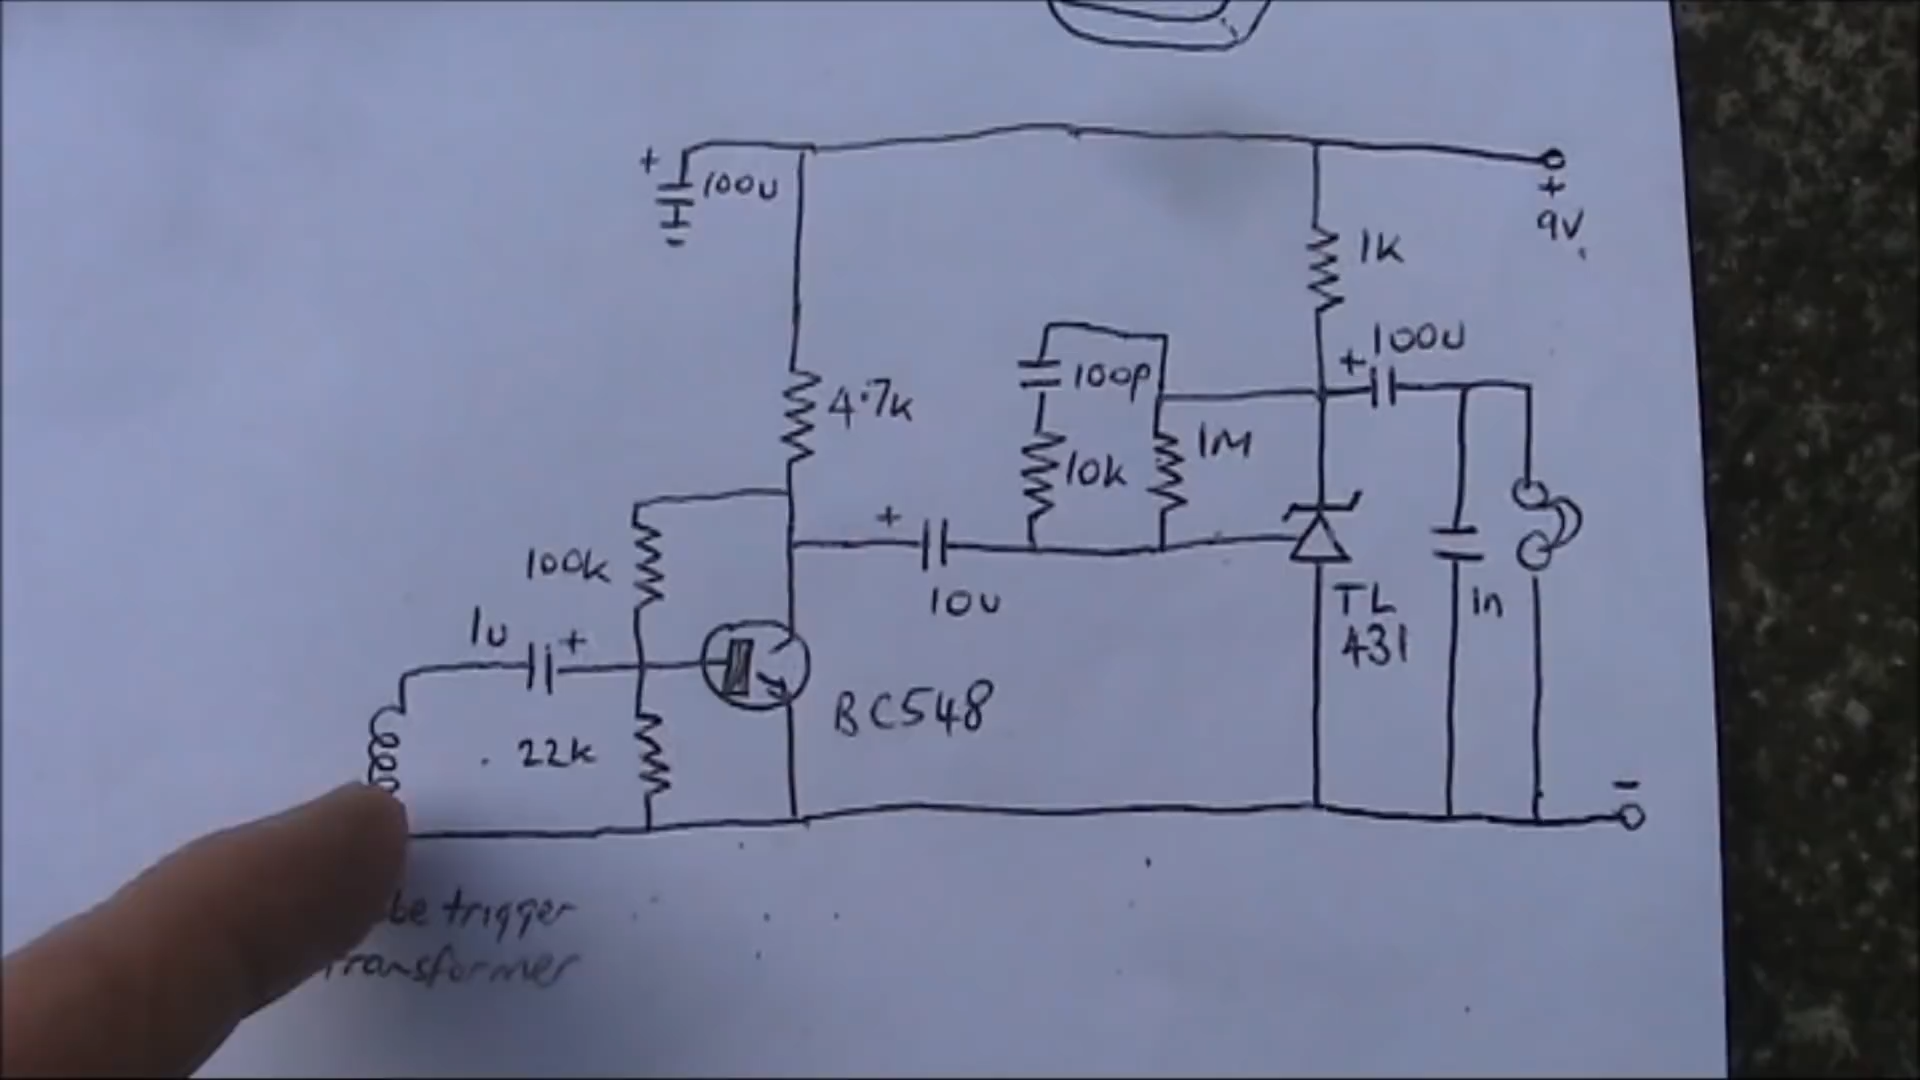 +
100u
+
9V
1k
+ 100u
100p
4.7k
1M
10k
+
100k
10u
1u +
TL
431
1n
BC548
22k
-
be trigger
transformer